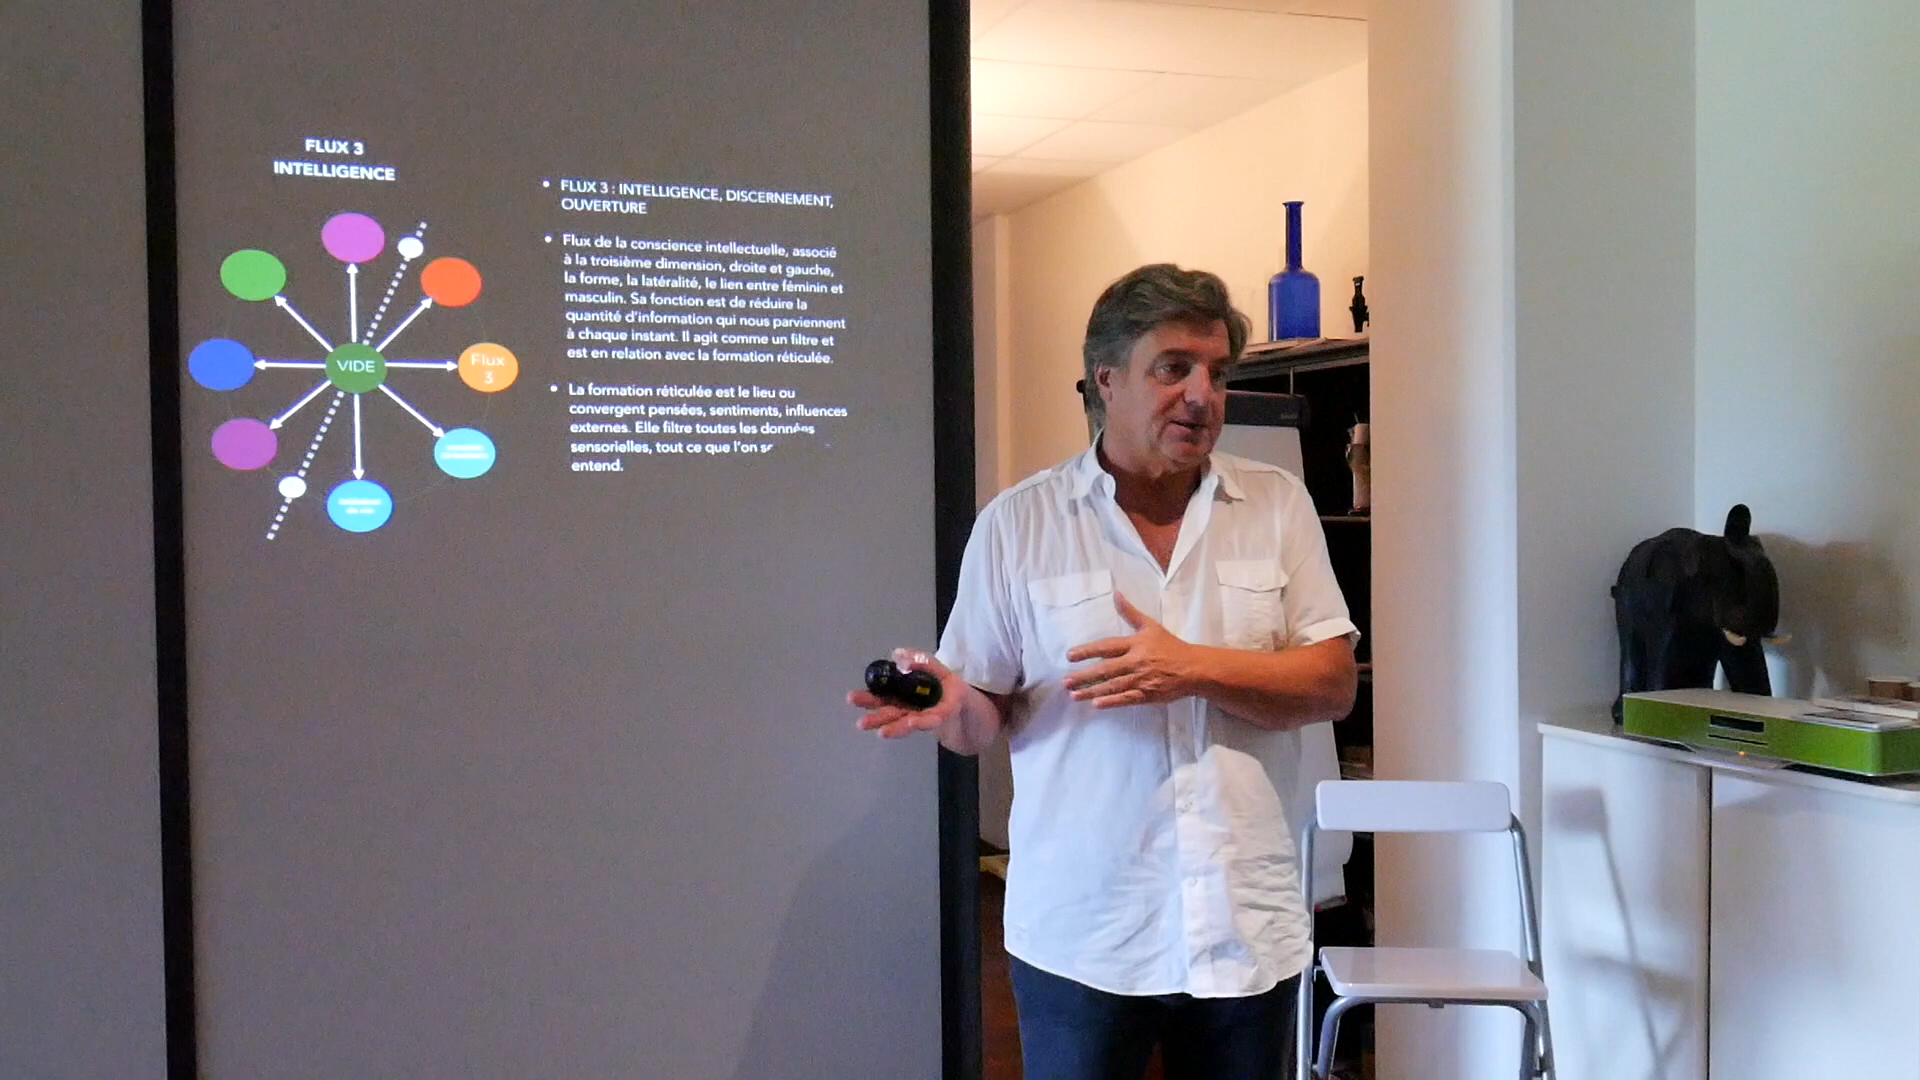 FLUX 3
INTELLIGENCE
VIDE
Flux
3
• FLUX 3 : INTELLIGENCE, DISCERNEMENT,
OUVERTURE
• Flux de la conscience intellectuelle, associé
à la troisième dimension, droite et gauche,
la forme, la latéralité, le lien entre féminin et
masculin. Sa fonction est de réduire la
quantité d'information qui nous parviennent
à chaque instant. Il agit comme un filtre et
est en relation avec la formation réticulée.
• La formation réticulée est le lieu ou
convergent pensées, sentiments, influences
externes. Elle filtre toutes les données
sensorielles, tout ce que l'on
entend.